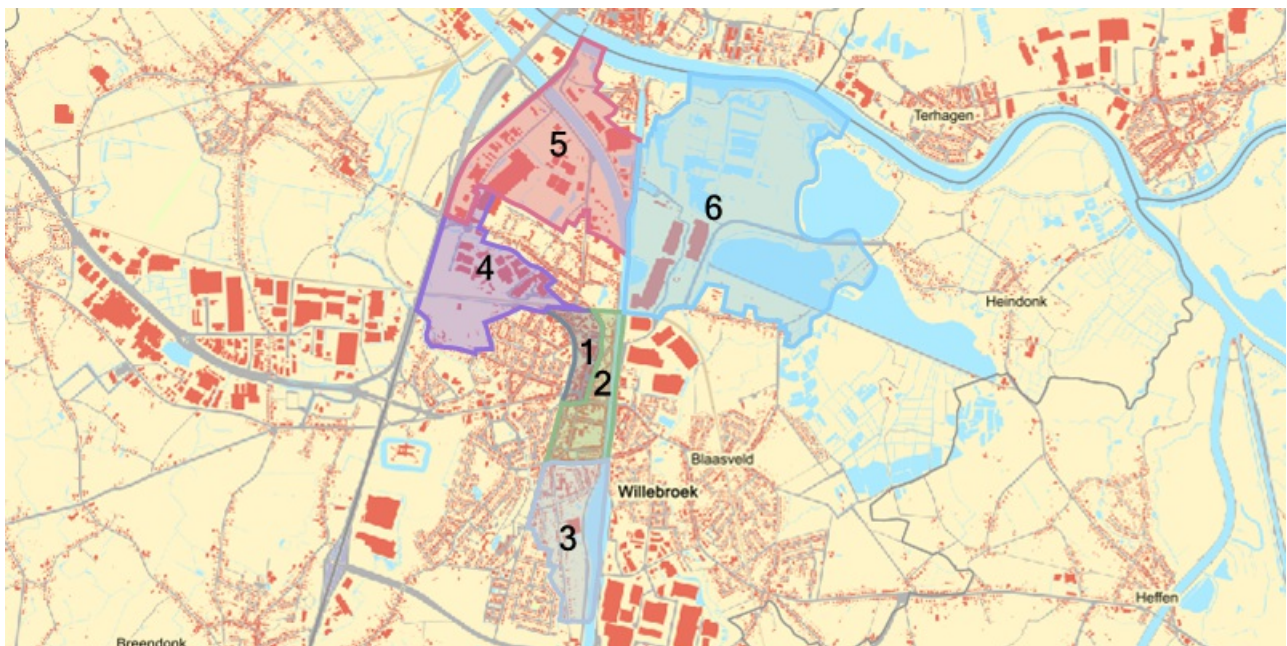 Terhagen
5
6
4
Heindonk
1
2
Blaasveld
Willebroek
3
Heffen
Breendonk